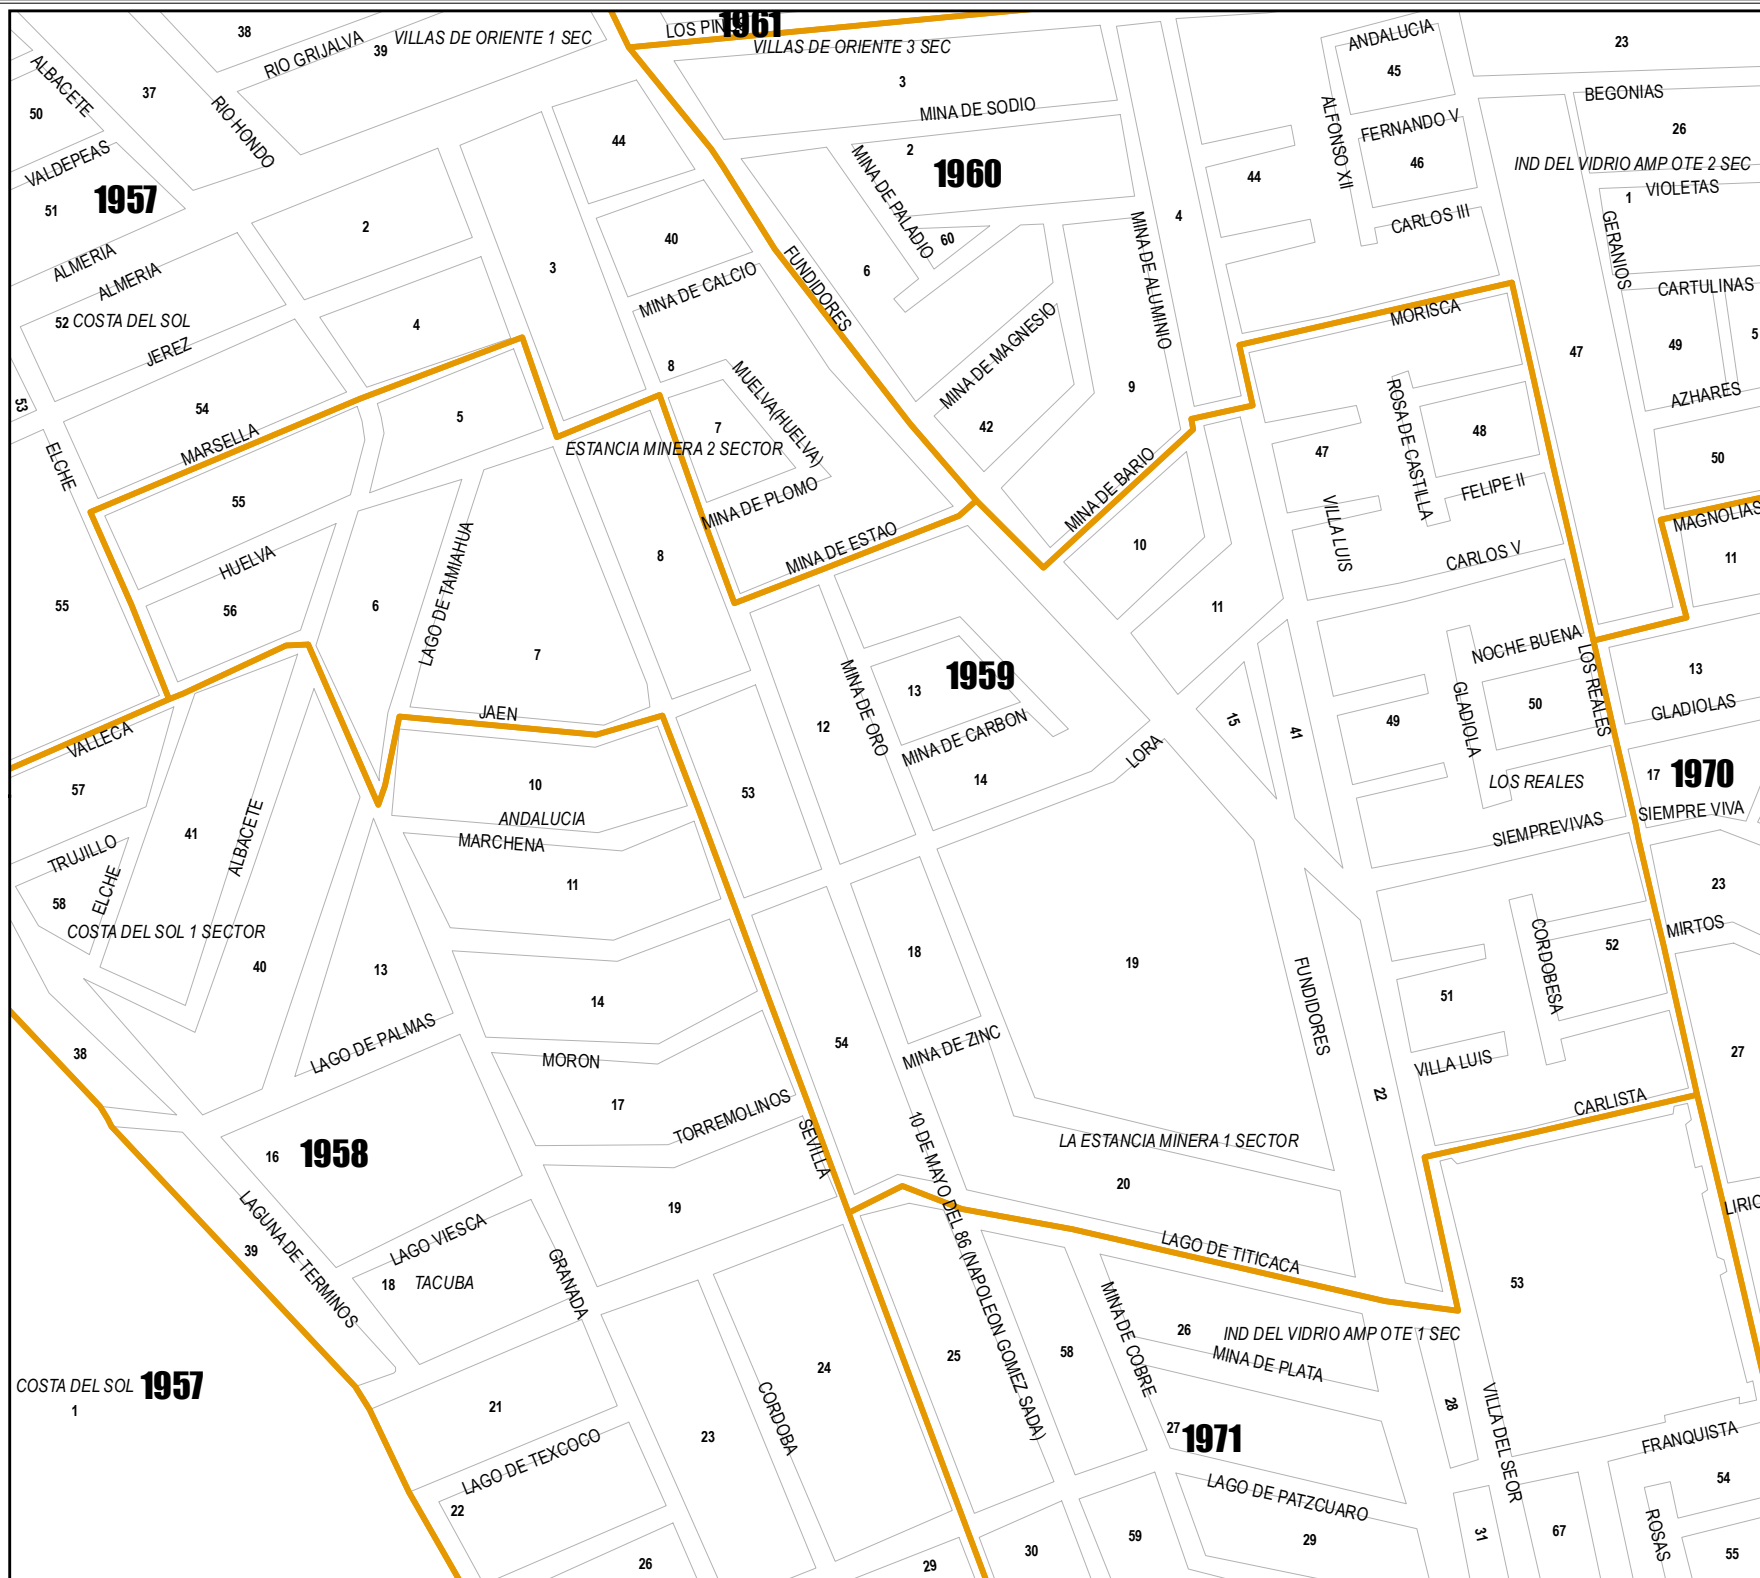 38
RIO GRIJALVA
39
VILLAS DE ORIENTE 1 SEC
1961
VILLAS DE ORIENTE 3 SEC
ANDALUCIA
23
ALBACETE
37
3
45
BEGONIAS
50
RIO HONDO
MINA DE SODIO
ALFONSO XII
FERNANDO V
26
44
2
46
IND DEL VIDRIO AMP OTE 2 SEC
VALDEPEAS
1957
MINA DE PALADIO
1960
44
1
VIOLETAS
51
2
40
60
MINA DE ALUMINIO
4
CARLOS III
GERANIOS
ALMERIA
ALMERIA
3
MINA DE CALCIO
FUNDIDORES
6
CARTULINAS
52
COSTA DEL SOL
4
MORISCA
JEREZ
8
MUELVA(HUELVA)
MINA DE MAGNESIO
9
47
49
5
53
54
5
7
42
ROSA DE CASTILLA
AZHARES
ELCHE
MARSELLA
ESTANCIA MINERA 2 SECTOR
47
48
50
55
MINA DE PLOMO
MINA DE BARIO
VILLA LUIS
FELIPE II
MAGNOLIAS
HUELVA
LAGO DE TAMIAHUA
8
MINA DE ESTAO
10
CARLOS V
11
55
56
6
11
7
MINA DE ORO
13
1959
NOCHE BUENA
LOS REALES
13
VALLECA
JAEN
12
MINA DE CARBON
15
41
49
GLADIOLA
50
GLADIOLAS
57
10
53
14
LORA
LOS REALES
17
1970
TRUJILLO
41
ALBACETE
ANDALUCIA
MARCHENA
SIEMPREVIVAS
SIEMPRE VIVA
58
ELCHE
11
23
COSTA DEL SOL 1 SECTOR
40
13
18
19
FUNDIDORES
CORDOBESA
52
MIRTOS
14
51
38
LAGO DE PALMAS
54
MINA DE ZINC
27
MORON
VILLA LUIS
17
22
CARLISTA
16
1958
TORREMOLINOS
SEVILLA
10 DE MAYO DEL 86 (NAPOLEON GOMEZ SADA)
LA ESTANCIA MINERA 1 SECTOR
20
39
LAGUNA DE TERMINOS
19
LAGO VIESCA
LAGO DE TITICACA
18
TACUBA
GRANADA
MINA DE COBRE
53
26
IND DEL VIDRIO AMP OTE 1 SEC
COSTA DEL SOL
1957
24
25
58
MINA DE PLATA
1
21
CORDOBA
28
VILLA DEL SEOR
23
27
1971
FRANQUISTA
LAGO DE TEXCOCO
54
22
LAGO DE PATZCUARO
26
29
30
59
29
31
67
ROSAS
55